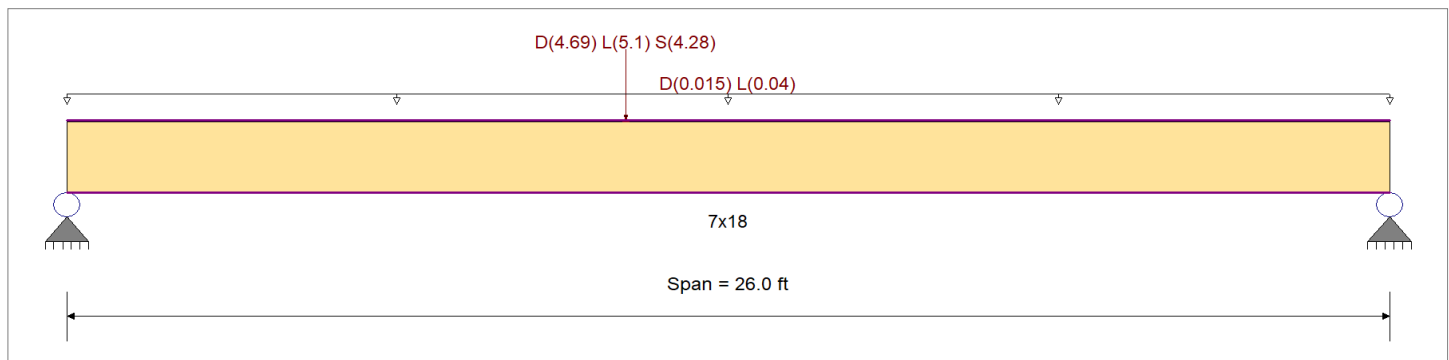 D(4.69) L(5.1) S(4.28)
D(0.015) L(0.04)
7x18
Span = 26.0 ft